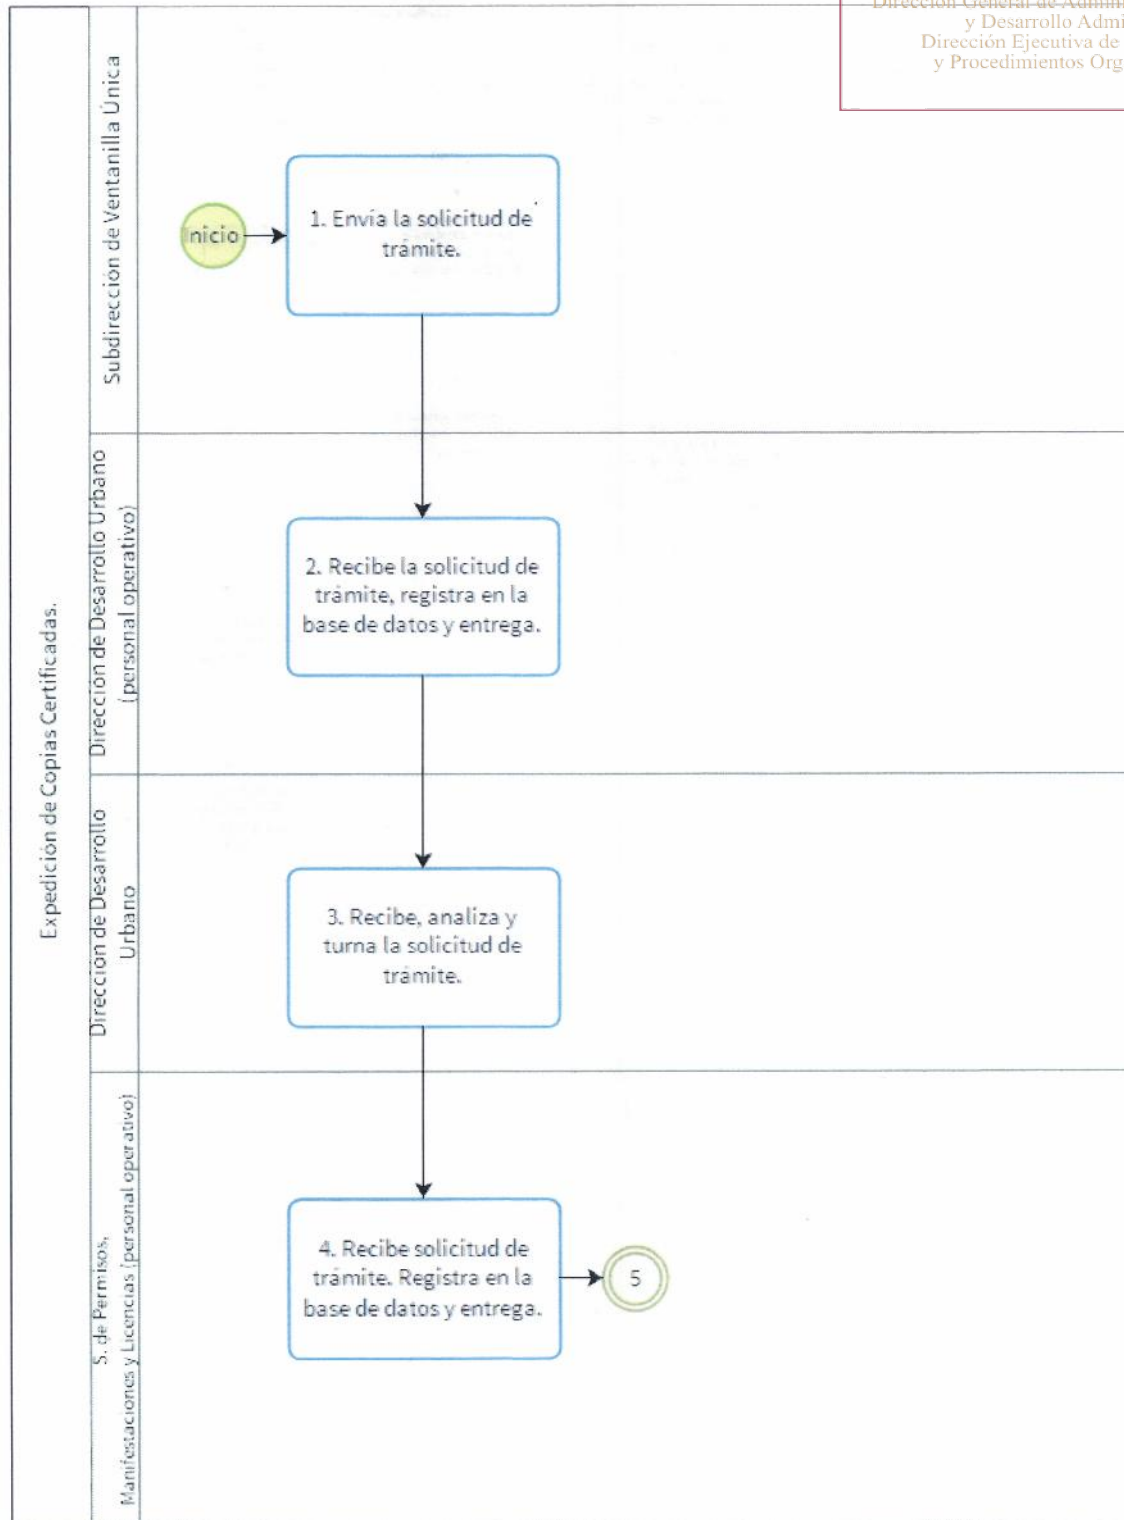 Dirección General de Admini
y Desarrollo Admi
Dirección Ejecutiva de
y Procedimientos Org
Expedición de Copias Certificadas.
Subdirección de Ventanilla Única
Inicio
1. Envía la solicitud de
trámite.
Dirección de Desarrollo Urbano
(personal operativo)
2. Recibe la solicitud de
trámite, registra en la
base de datos y entrega.
Dirección de Desarrollo
Urbano
3. Recibe, analiza y
turna la solicitud de
trámite.
S. de Permisos,
Manifestaciones y Licencias (personal operativo)
4. Recibe solicitud de
trámite. Registra en la
base de datos y entrega.
5